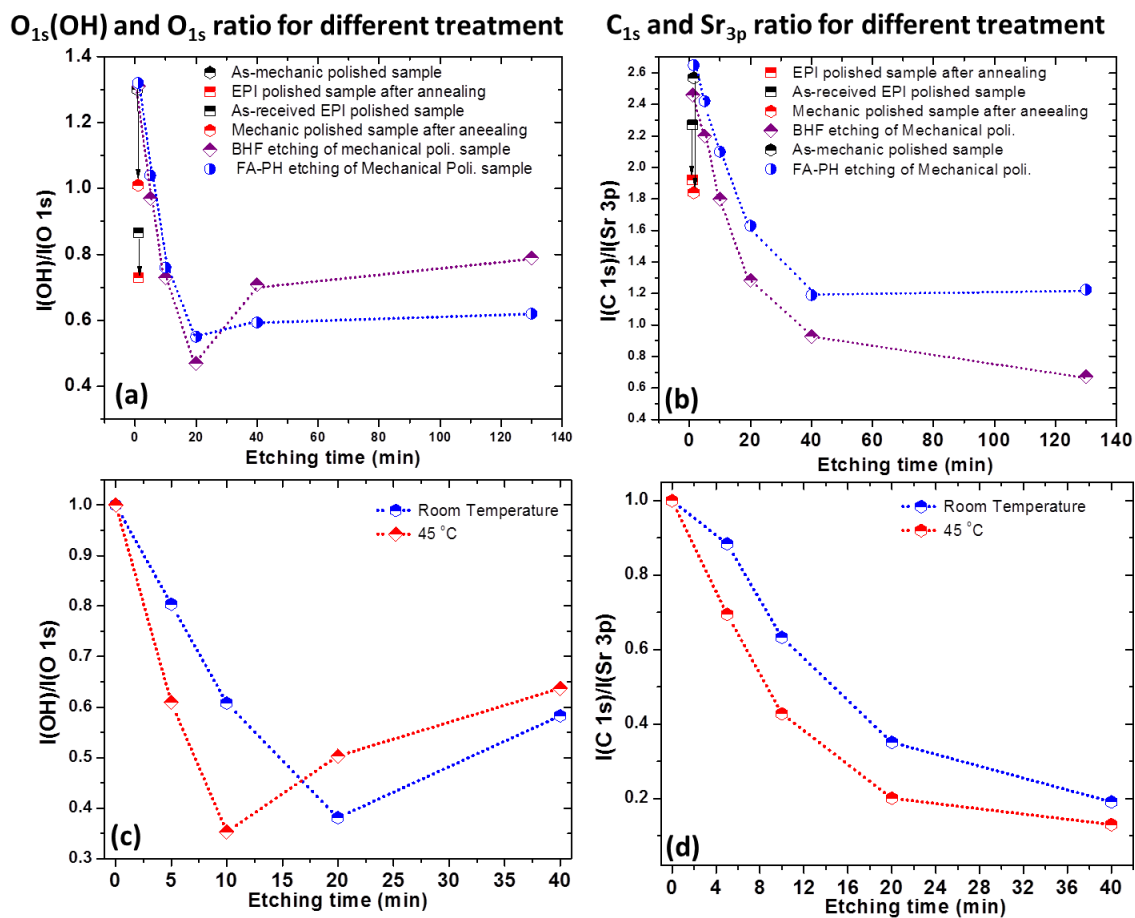 O1s(OH) and O1s ratio for different treatment
C1s and Sr3p ratio for different treatment
1.4
1.2
1.0
0.8
0.6
0.4
I(OH)/I(O 1s)
As-mechanic polished sample
EPI polished sample after annealing
As-received EPI polished sample
Mechanic polished sample after aneealing
BHF etching of mechanical poli. sample
FA-PH etching of Mechanical Poli. sample
(a)
0 20 40 60 80 100 120 140
Etching time (min)
2.6
2.4
2.2
2.0
1.8
1.6
1.4
1.2
1.0
0.8
0.6
0.4
I(C 1s)/I(Sr 3p)
EPI polished sample after annealing
As-received EPI polished sample
Mechanic polished sample after aneealing
BHF etching of Mechanical poli.
As-mechanic polished sample
FA-PH etching of Mechanical poli.
(b)
0 20 40 60 80 100 120 140
Etching time (min)
1.0
0.9
0.8
0.7
0.6
0.5
0.4
0.3
I(OH)/I(O 1s)
Room Temperature
45 °C
(c)
0 5 10 15 20 25 30 35 40
Etching time (min)
1.0
0.8
0.6
0.4
0.2
I(C 1s)/I(Sr 3p)
Room Temperature
45 °C
(d)
0 4 8 12 16 20 24 28 32 36 40
Etching time (min)